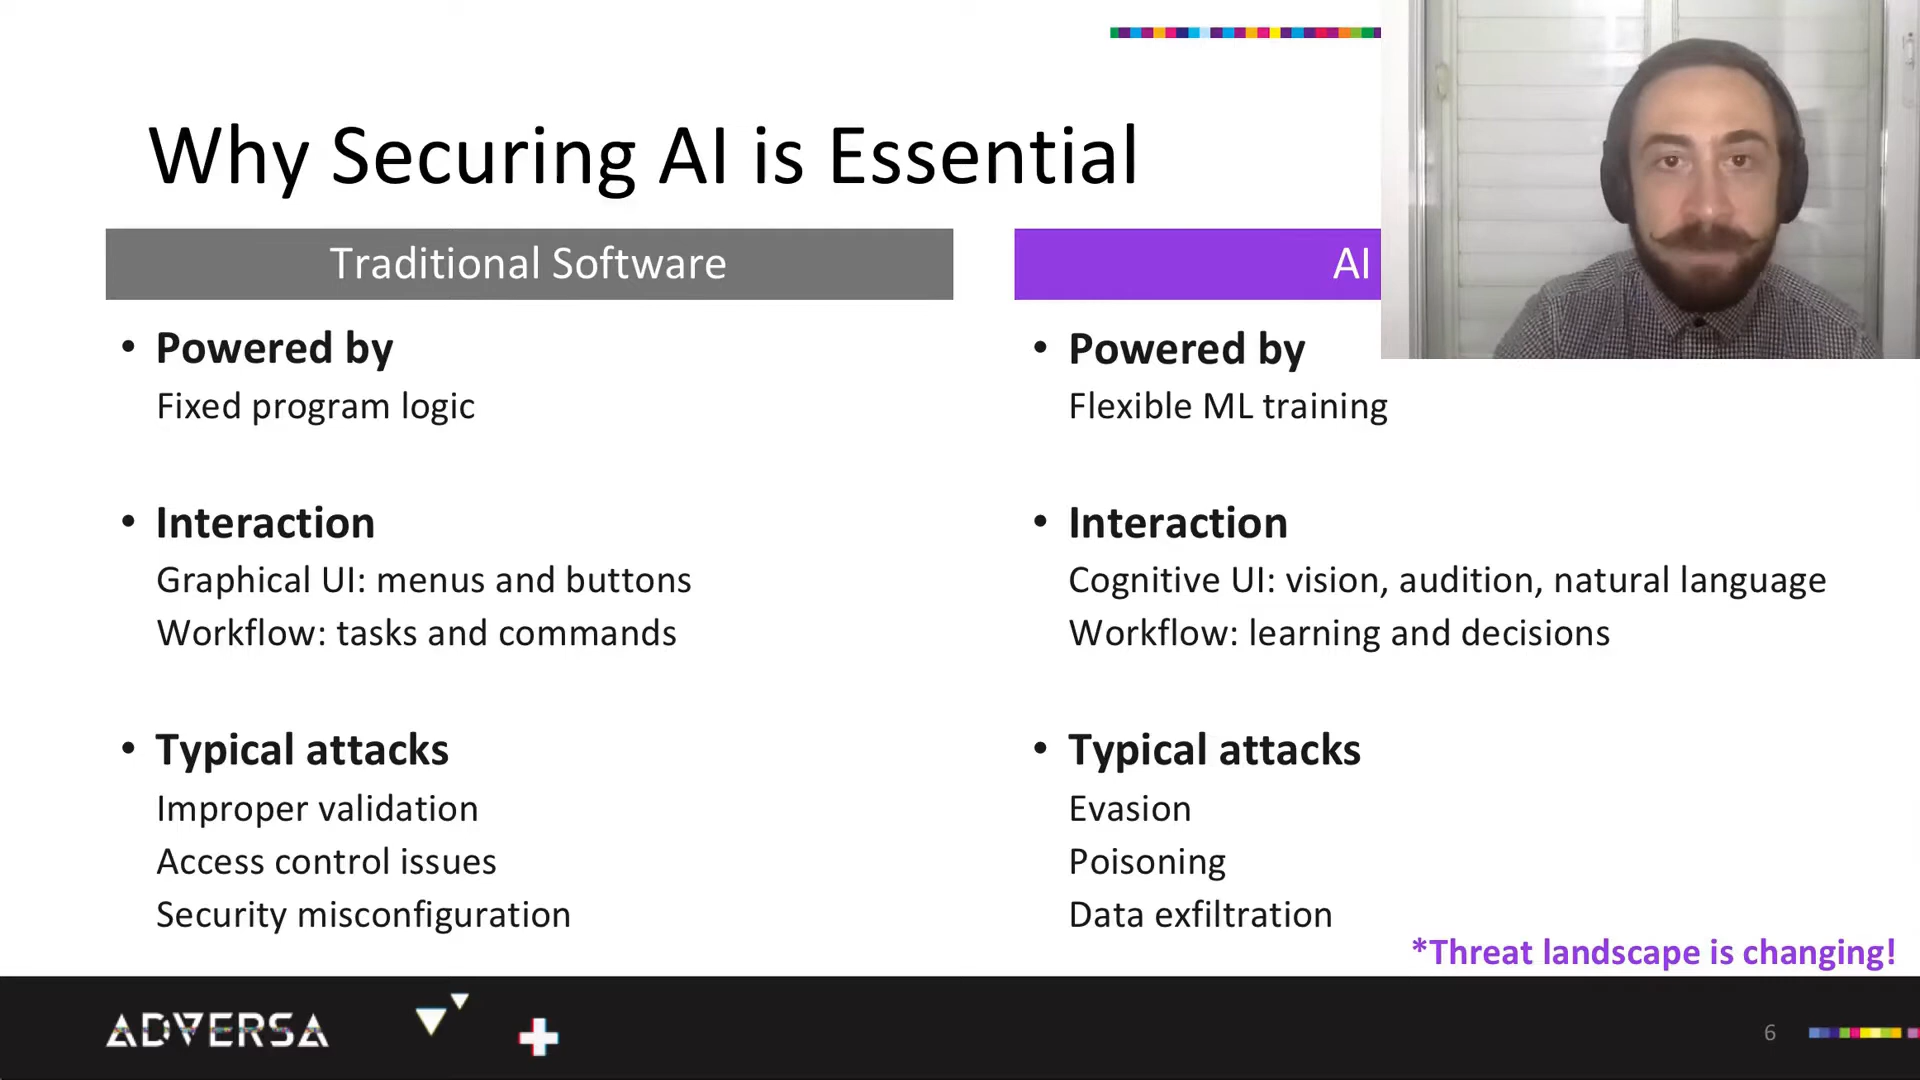 Why Securing AI is Essential
Traditional Software
• Powered by
Fixed program logic
• Interaction
Graphical UI: menus and buttons
Workflow: tasks and commands
• Typical attacks
Improper validation
Access control issues
Security misconfiguration
AI
• Powered by
Flexible ML training
• Interaction
Cognitive UI: vision, audition, natural language
Workflow: learning and decisions
• Typical attacks
Evasion
Poisoning
Data exfiltration
*Threat landscape is changing!
ADVERSA
6